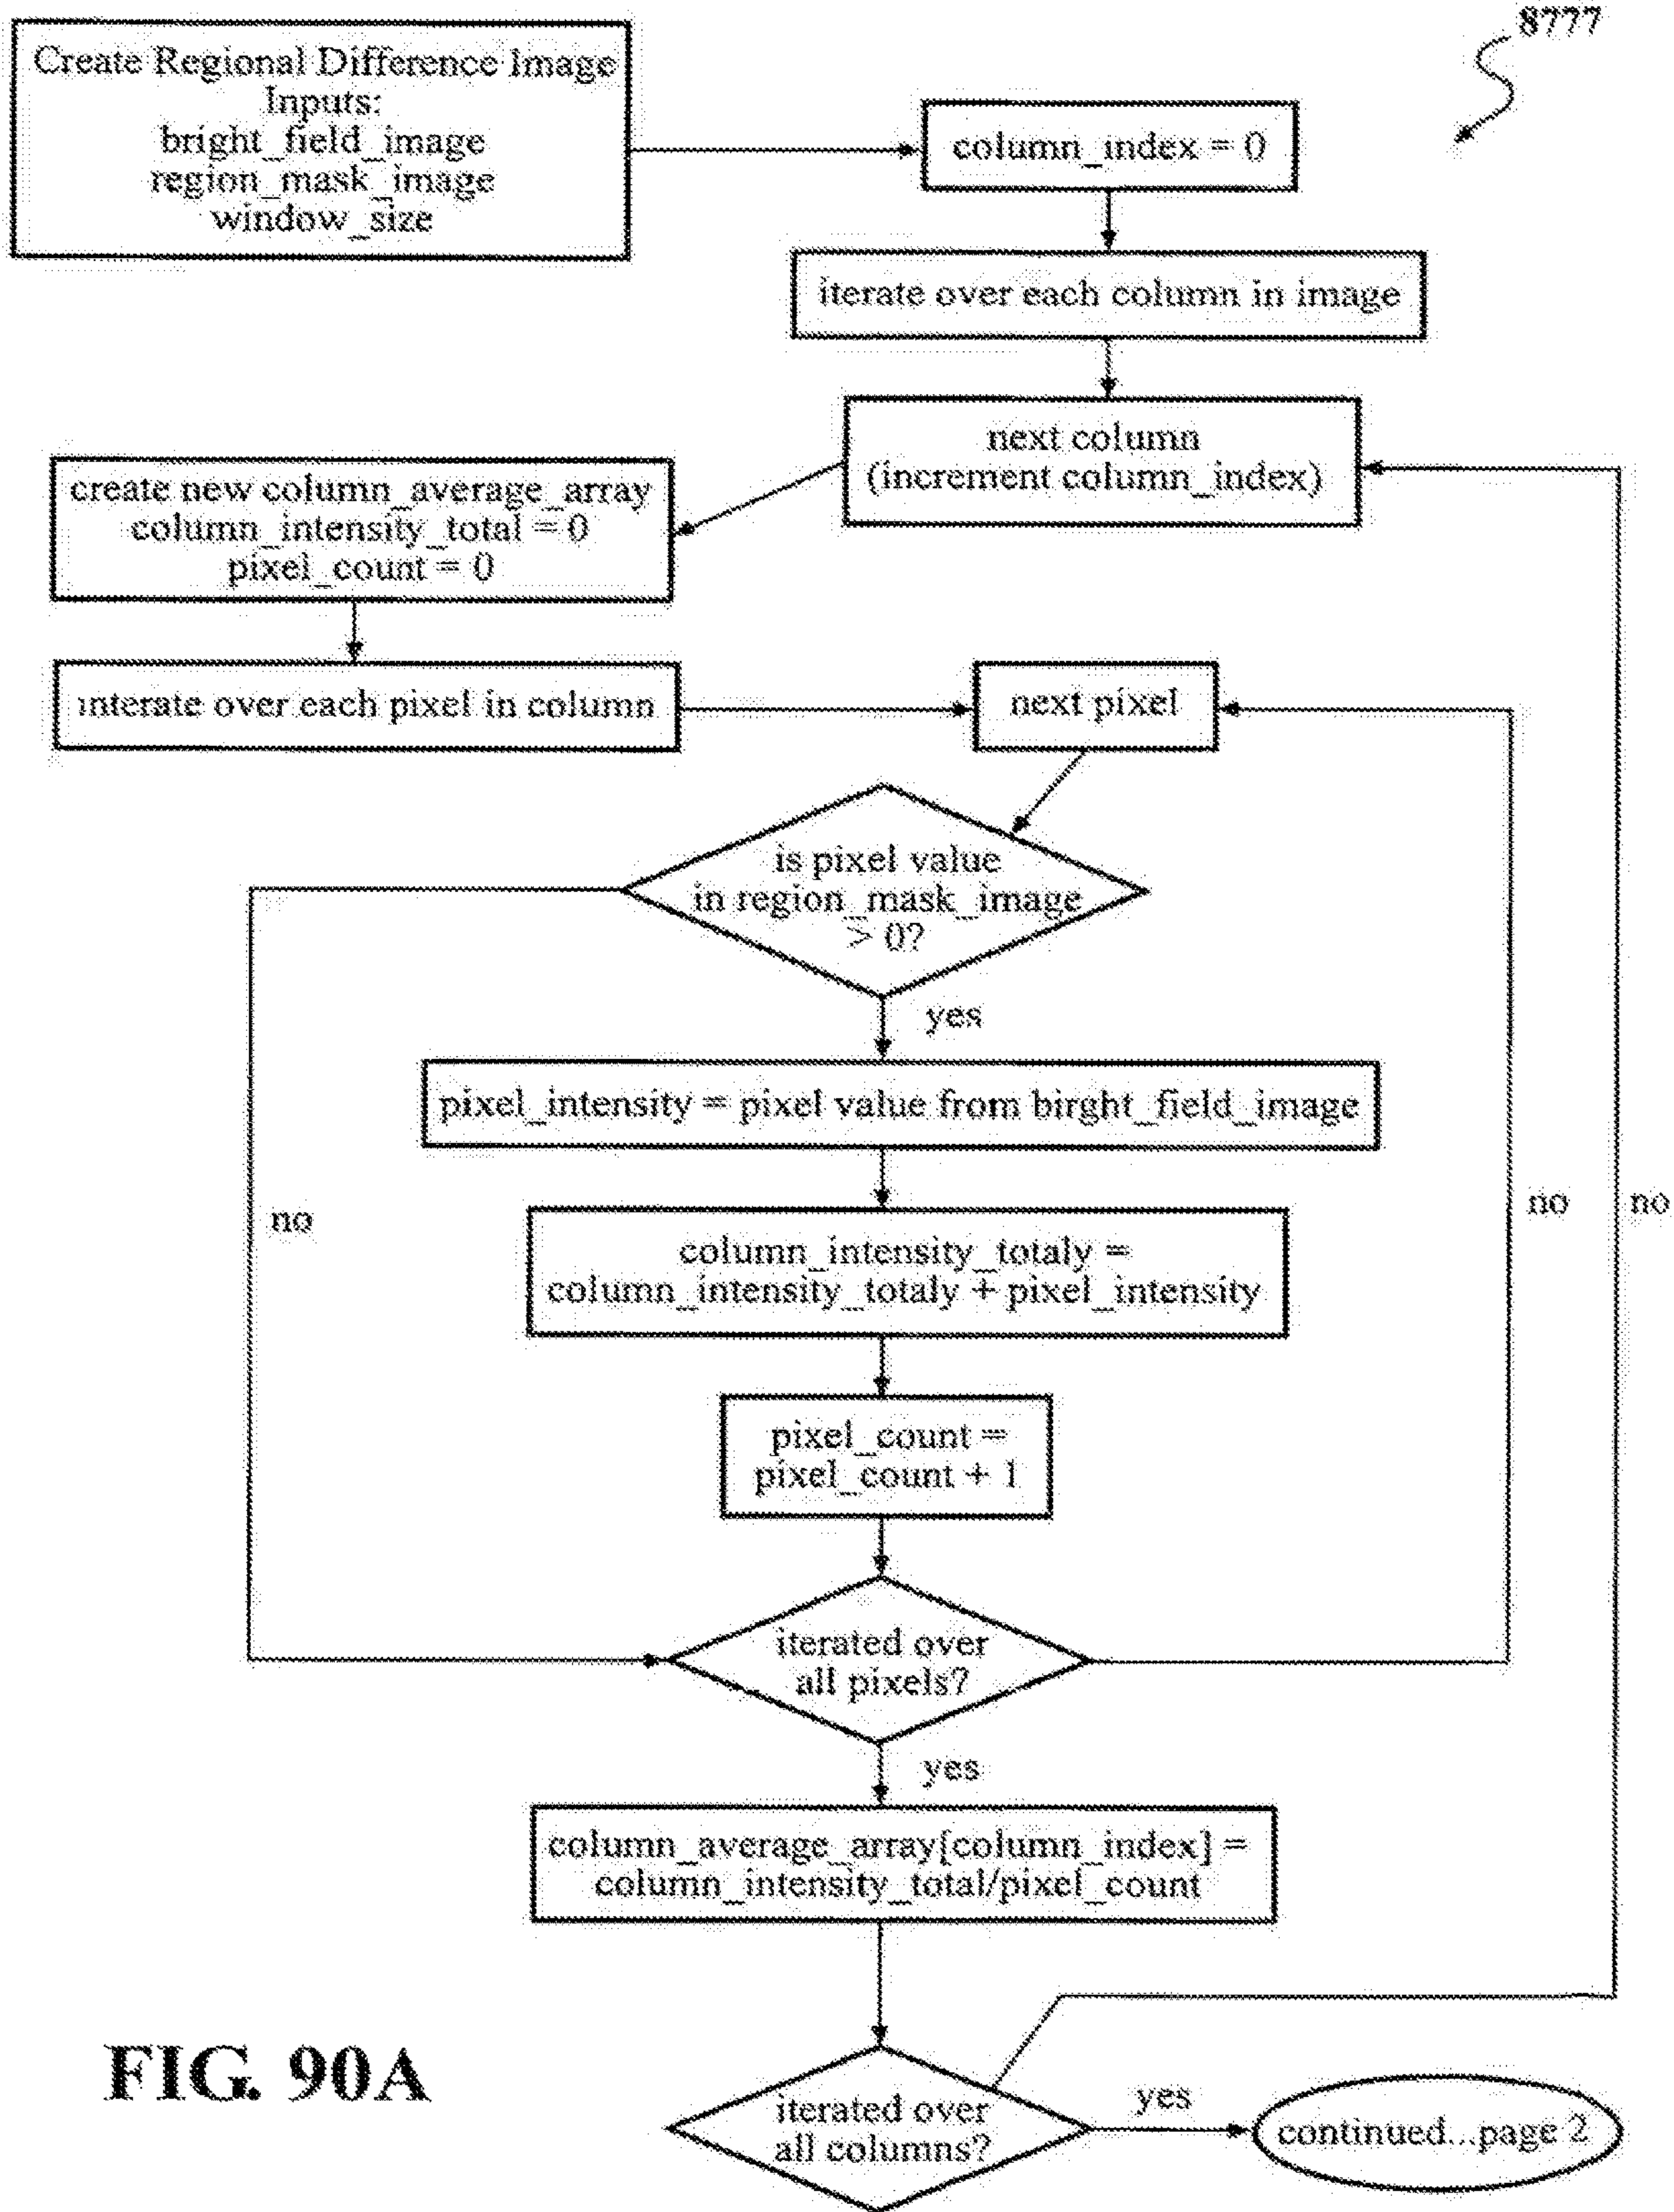 8777
Create Regional Difference Image
Inputs:
bright_field_image
region_mask_image
window_size
column_index = 0
iterate over each column in image
next column
(increment column_index)
create new column_average_array
column_intensity_total = 0
pixel_count = 0
interate over each pixel in column
next pixel
is pixel value
in region_mask_image
> 0?
yes
pixel_intensity = pixel value from birght_field_image
no
no
no
column_intensity_totaly =
column_intensity_totaly + pixel_intensity
pixel_count =
pixel_count + 1
iterated over
all pixels?
yes
column_average_array[column_index] =
column_intensity_total/pixel_count
iterated over
all columns?
yes
continued...page 2
FIG. 90A